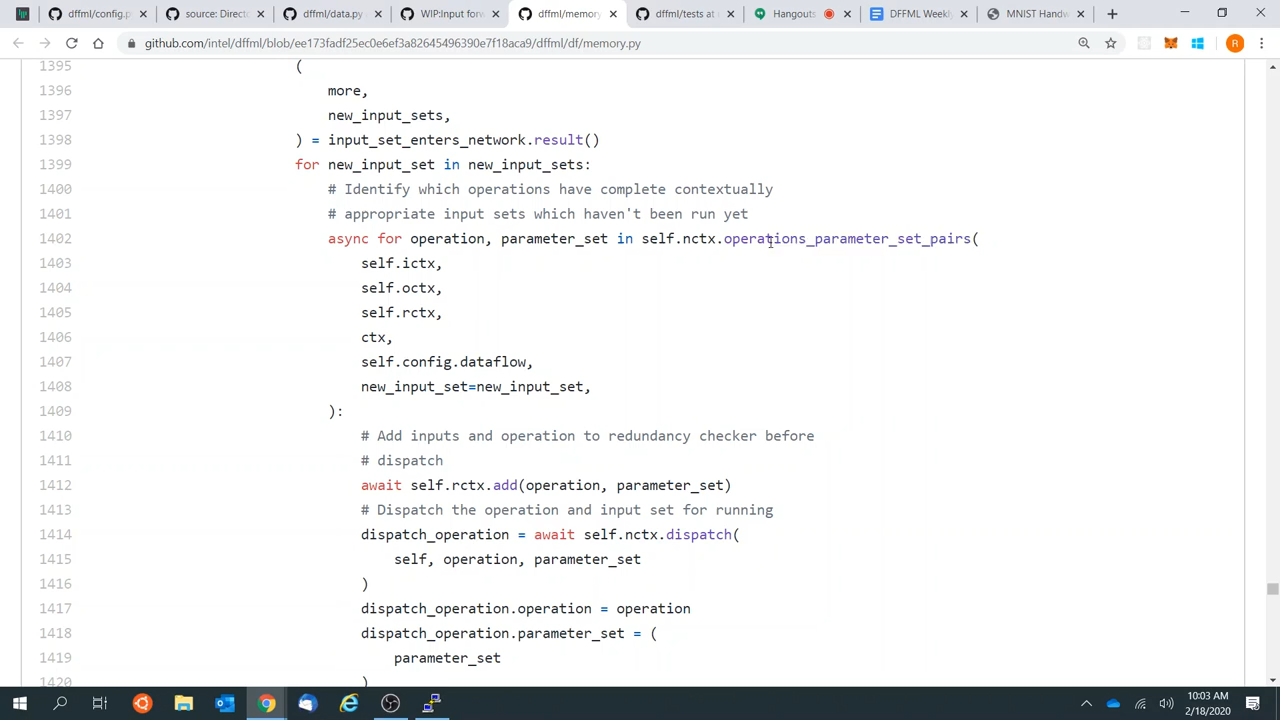 dffml/config.p
source: Direct
dffml/data.py
WIP:Input for
dffml/memory
dffml/tests at
Hangouts
DFFML Weekly
MNIST Handw
github.com/intel/dffml/blob/ee173fadf25ec0e6ef3a82645496390e7f18aca9/dffml/df/memory.py
R
1395 (
1396 more,
1397 new_input_sets,
1398 ) = input_set_enters_network.result()
1399 for new_input_set in new_input_sets:
1400 # Identify which operations have complete contextually
1401 # appropriate input sets which haven't been run yet
1402 async for operation, parameter_set in self.nctx.operations_parameter_set_pairs(
1403 self.ictx,
1404 self.octx,
1405 self.rctx,
1406 ctx,
1407 self.config.dataflow,
1408 new_input_set=new_input_set,
1409 ):
1410 # Add inputs and operation to redundancy checker before
1411 # dispatch
1412 await self.rctx.add(operation, parameter_set)
1413 # Dispatch the operation and input set for running
1414 dispatch_operation = await self.nctx.dispatch(
1415 self, operation, parameter_set
1416 )
1417 dispatch_operation.operation = operation
1418 dispatch_operation.parameter_set = (
1419 parameter_set
1420 )
10:03 AM
2/18/2020